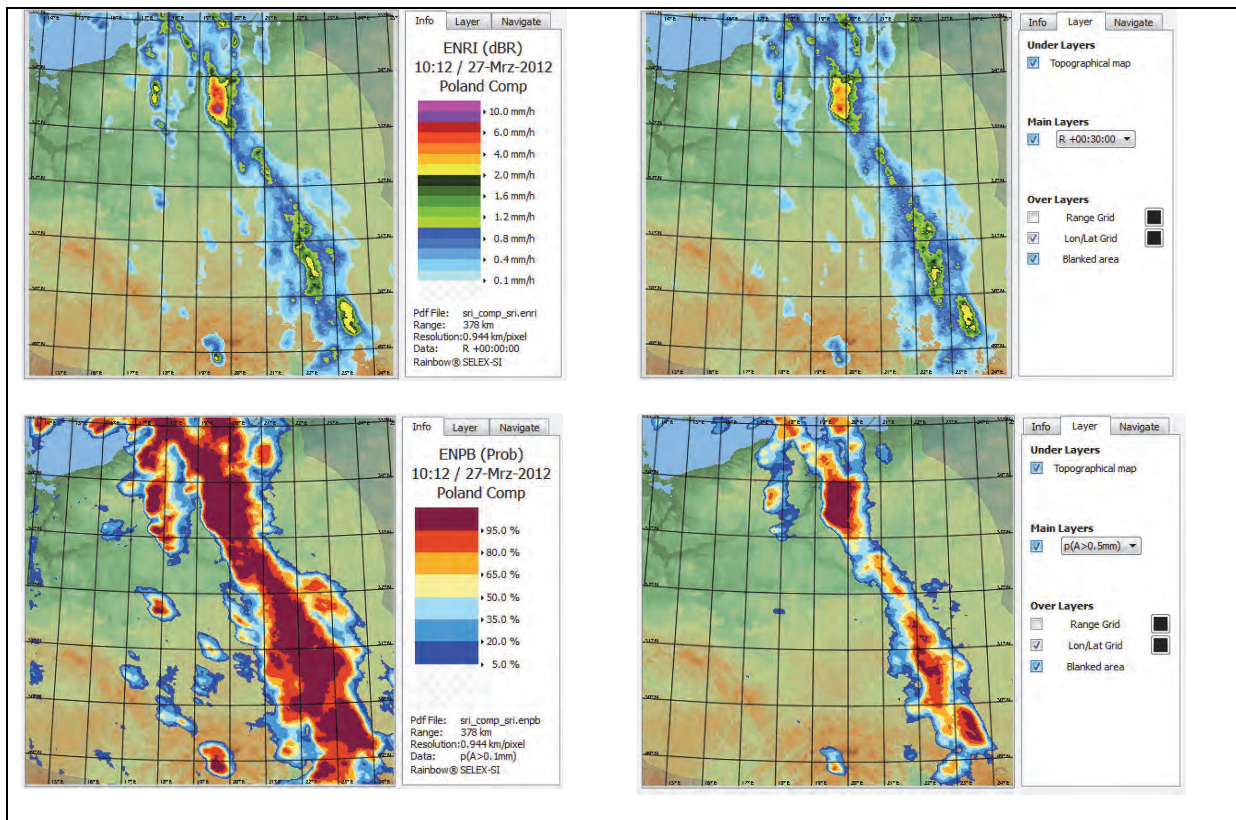 Info Layer Navigate
ENRI (dBR)
10:12 / 27-Mrz-2012
Poland Comp
10.0 mm/h
6.0 mm/h
4.0 mm/h
2.0 mm/h
1.6 mm/h
1.2 mm/h
0.8 mm/h
0.4 mm/h
0.1 mm/h
Pdf File: sri_comp_sri.enri
Range: 378 km
Resolution:0.944 km/pixel
Data: R +00:00:00
Rainbow® SELEX-SI
Info Layer Navigate
Under Layers
Topographical map
Main Layers
R +00:30:00
Over Layers
Range Grid
Lon/Lat Grid
Blanked area
Info Layer Navigate
ENPB (Prob)
10:12 / 27-Mrz-2012
Poland Comp
95.0 %
80.0 %
65.0 %
50.0 %
35.0 %
20.0 %
5.0 %
Pdf File: sri_comp_sri.enpb
Range: 378 km
Resolution:0.944 km/pixel
Data: p(A>0.1mm)
Rainbow® SELEX-SI
Info Layer Navigate
Under Layers
Topographical map
Main Layers
p(A>0.5mm)
Over Layers
Range Grid
Lon/Lat Grid
Blanked area